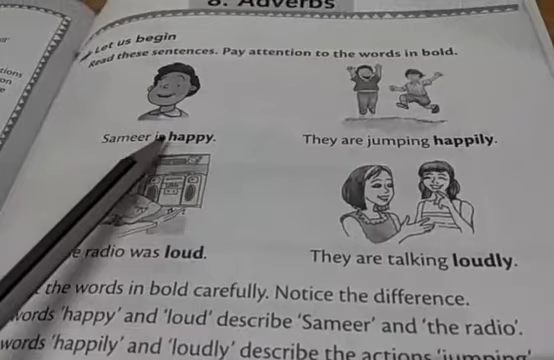 8. Adverbs
Let us begin
Read these sentences. Pay attention to the words in bold.
Sameer is happy.
They are jumping happily.
radio was loud.
They are talking loudly.
the words in bold carefully. Notice the difference.
words 'happy' and 'loud' describe 'Sameer' and 'the radio'.
words 'happily' and 'loudly' describe the actions 'jumping'